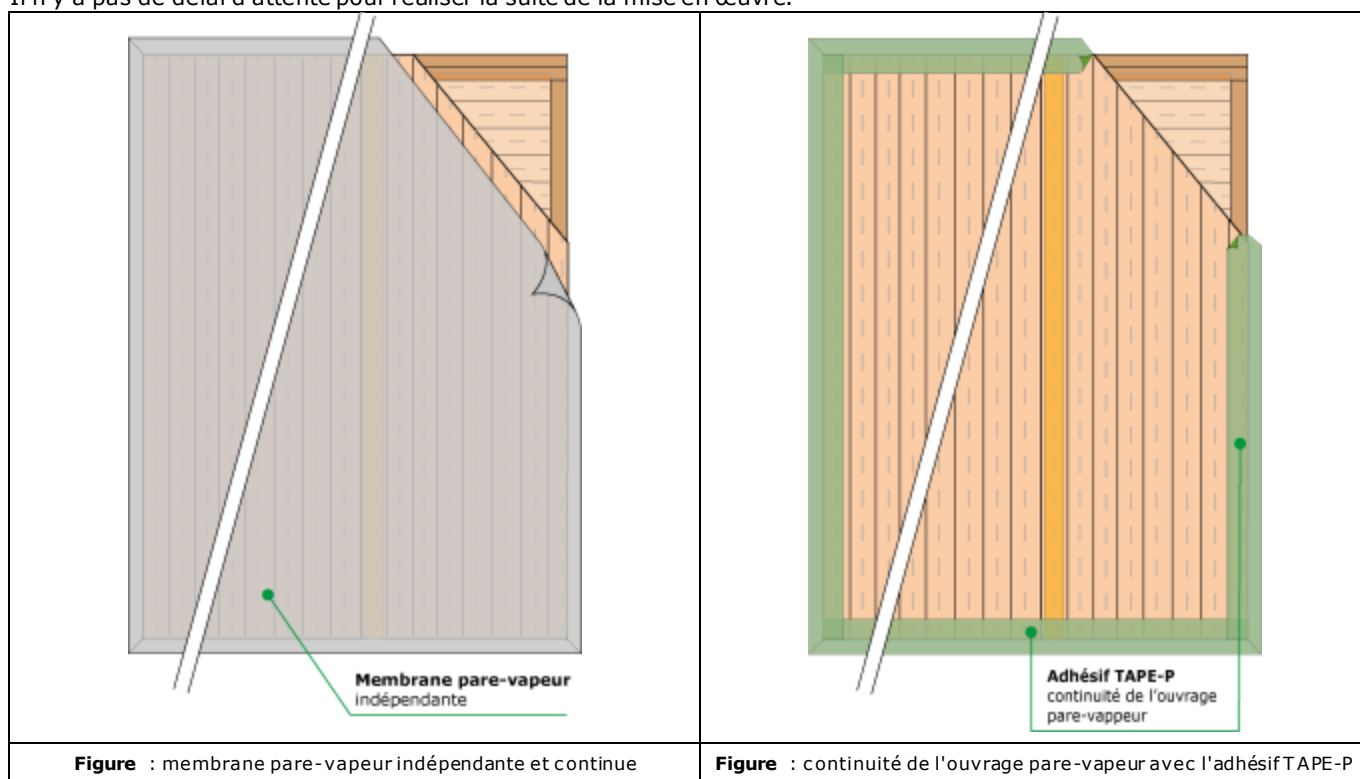 Il n'y a pas de délai d'attente pour réaliser la suite de la mise en œuvre.
Membrane pare-vapeur
indépendante
Adhésif TAPE-P
continuité de l'ouvrage
pare-vappeur
Figure : membrane pare-vapeur indépendante et continue
Figure : continuité de l'ouvrage pare-vapeur avec l'adhésif TAPE-P